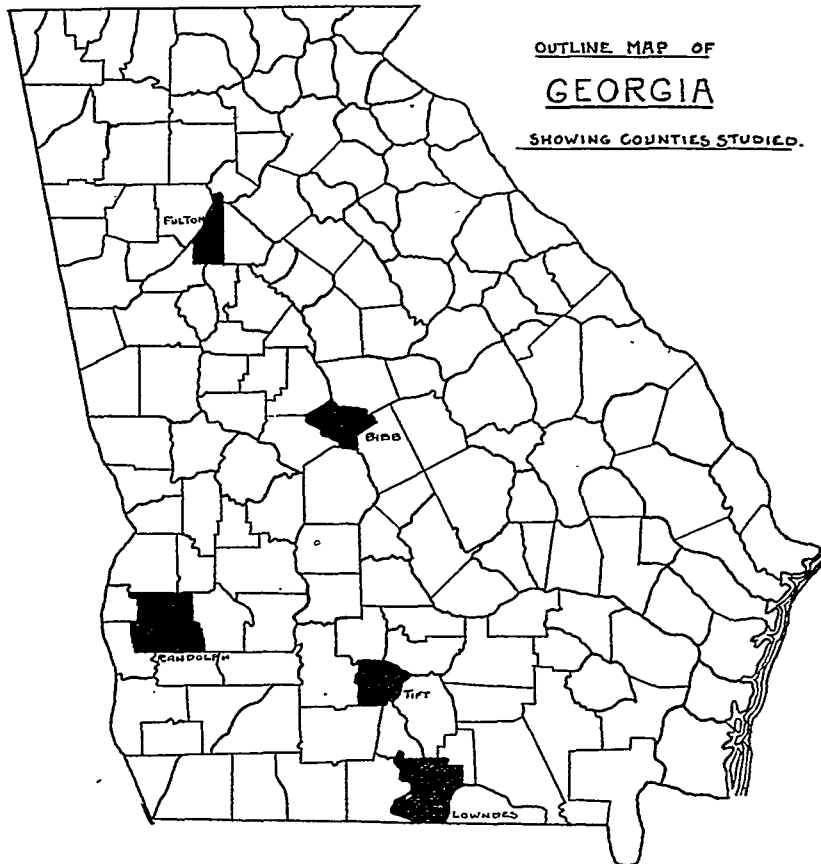 OUTLINE MAP OF
GEORGIA
SHOWING COUNTIES STUDIED.
FULTON
BIBB
RANDOLPH
TIFT
LOWNDES